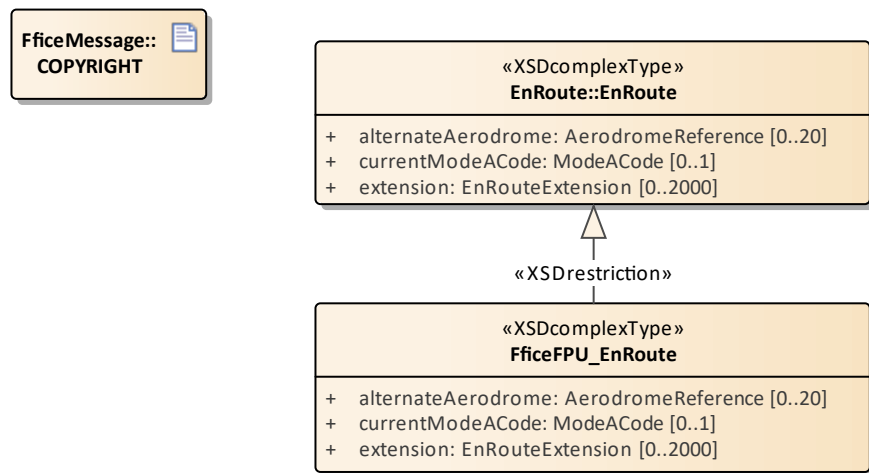 FficeMessage::
COPYRIGHT
«XSDcomplexType»
EnRoute::EnRoute
+ alternateAerodrome: AerodromeReference [0..20]
+ currentModeACode: ModeACode [0..1]
+ extension: EnRouteExtension [0..2000]
«XSDrestriction»
«XSDcomplexType»
FficeFPU_EnRoute
+ alternateAerodrome: AerodromeReference [0..20]
+ currentModeACode: ModeACode [0..1]
+ extension: EnRouteExtension [0..2000]